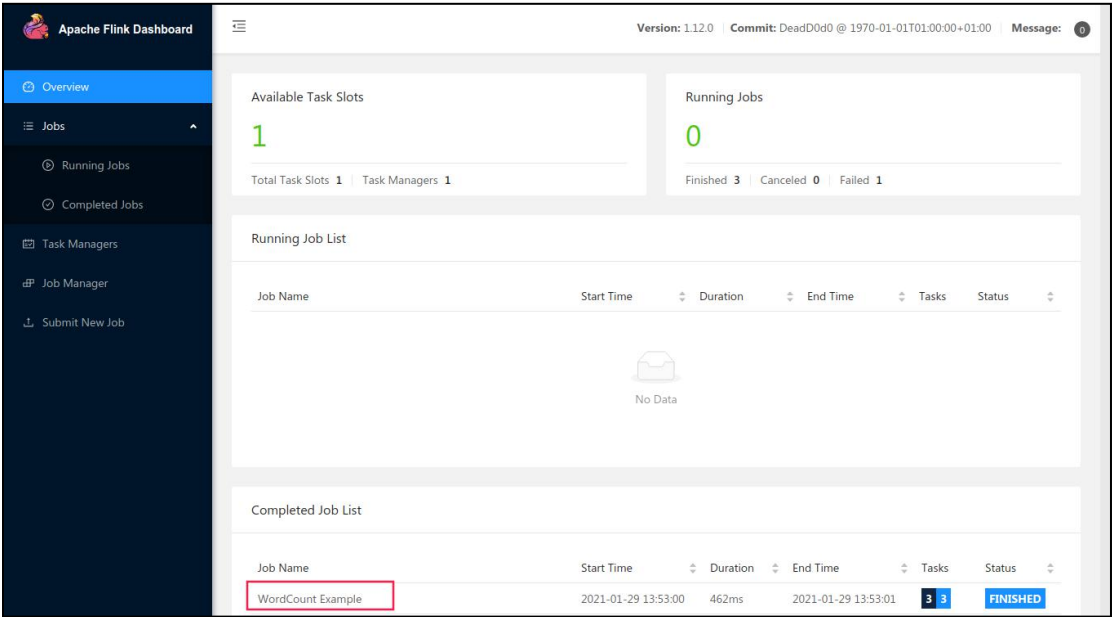 Apache Flink Dashboard
Version: 1.12.0 Commit: DeadD0d0 @ 1970-01-01T01:00:00+01:00 Message: 0
Overview
Jobs
Running Jobs
Completed Jobs
Task Managers
Job Manager
Submit New Job
Available Task Slots
1
Total Task Slots 1 Task Managers 1
Running Jobs
0
Finished 3 Canceled 0 Failed 1
Running Job List
Job Name Start Time Duration End Time Tasks Status
No Data
Completed Job List
Job Name Start Time Duration End Time Tasks Status
WordCount Example 2021-01-29 13:53:00 462ms 2021-01-29 13:53:01 3 3 FINISHED